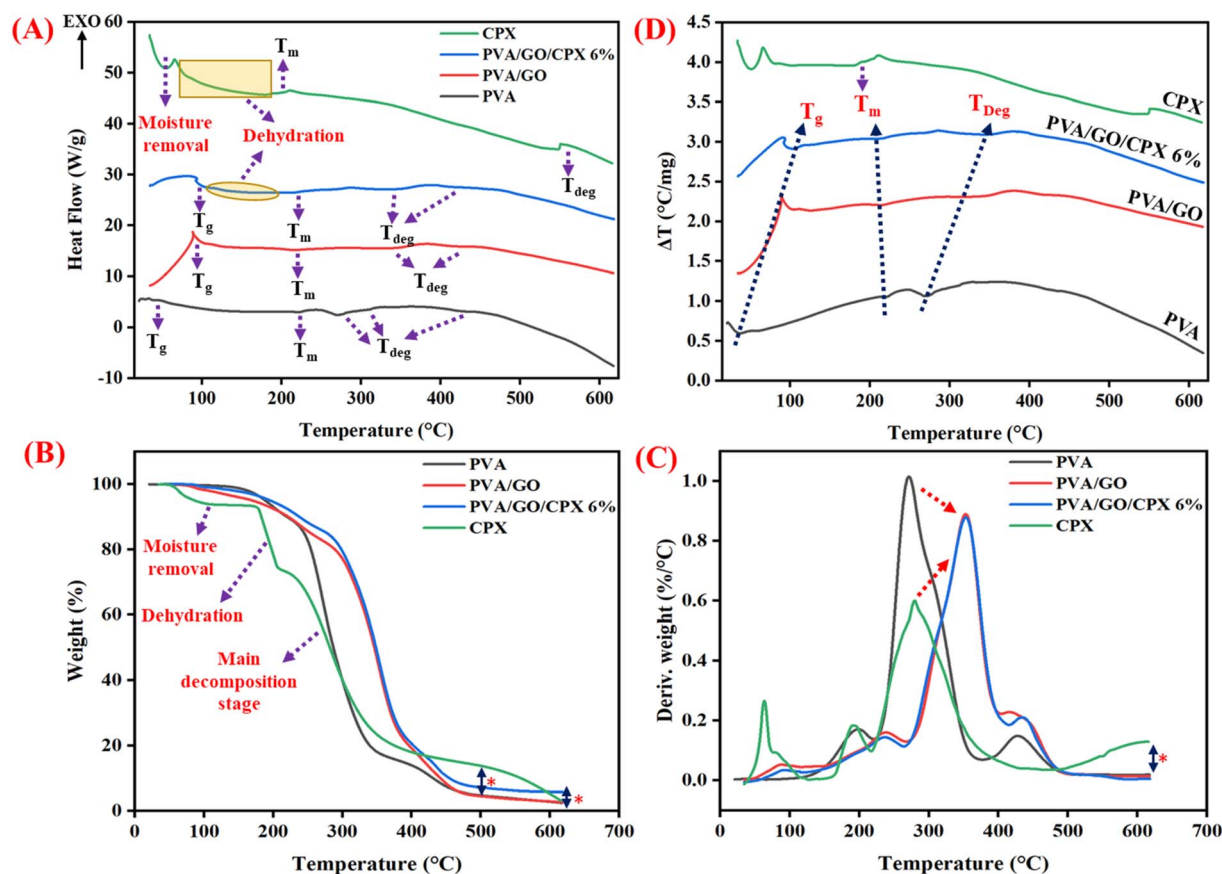 (A)
EXO
60
50
40
30
20
10
0
-10
Heat Flow (W/g)
CPX
PVA/GO/CPX 6%
PVA/GO
PVA
Tm
Moisture
removal
Dehydration
Tdeg
Tg
Tm
Tdeg
Tg
Tm
Tdeg
Tg
Tm
Tdeg
100 200 300 400 500 600
Temperature (°C)
(D)
4.5
4.0
3.5
3.0
2.5
2.0
1.5
1.0
0.5
0.0
ΔT (°C/mg)
Tg
Tm
TDeg
CPX
PVA/GO/CPX 6%
PVA/GO
PVA
100 200 300 400 500 600
Temperature (°C)
(B)
100
80
60
40
20
0
Weight (%)
PVA
PVA/GO
PVA/GO/CPX 6%
CPX
Moisture
removal
Dehydration
Main
decomposition
stage
*
*
0 100 200 300 400 500 600 700
Temperature (°C)
(C)
1.0
0.8
0.6
0.4
0.2
0.0
Deriv. weight (%/°C)
PVA
PVA/GO
PVA/GO/CPX 6%
CPX
*
0 100 200 300 400 500 600 700
Temperature (°C)